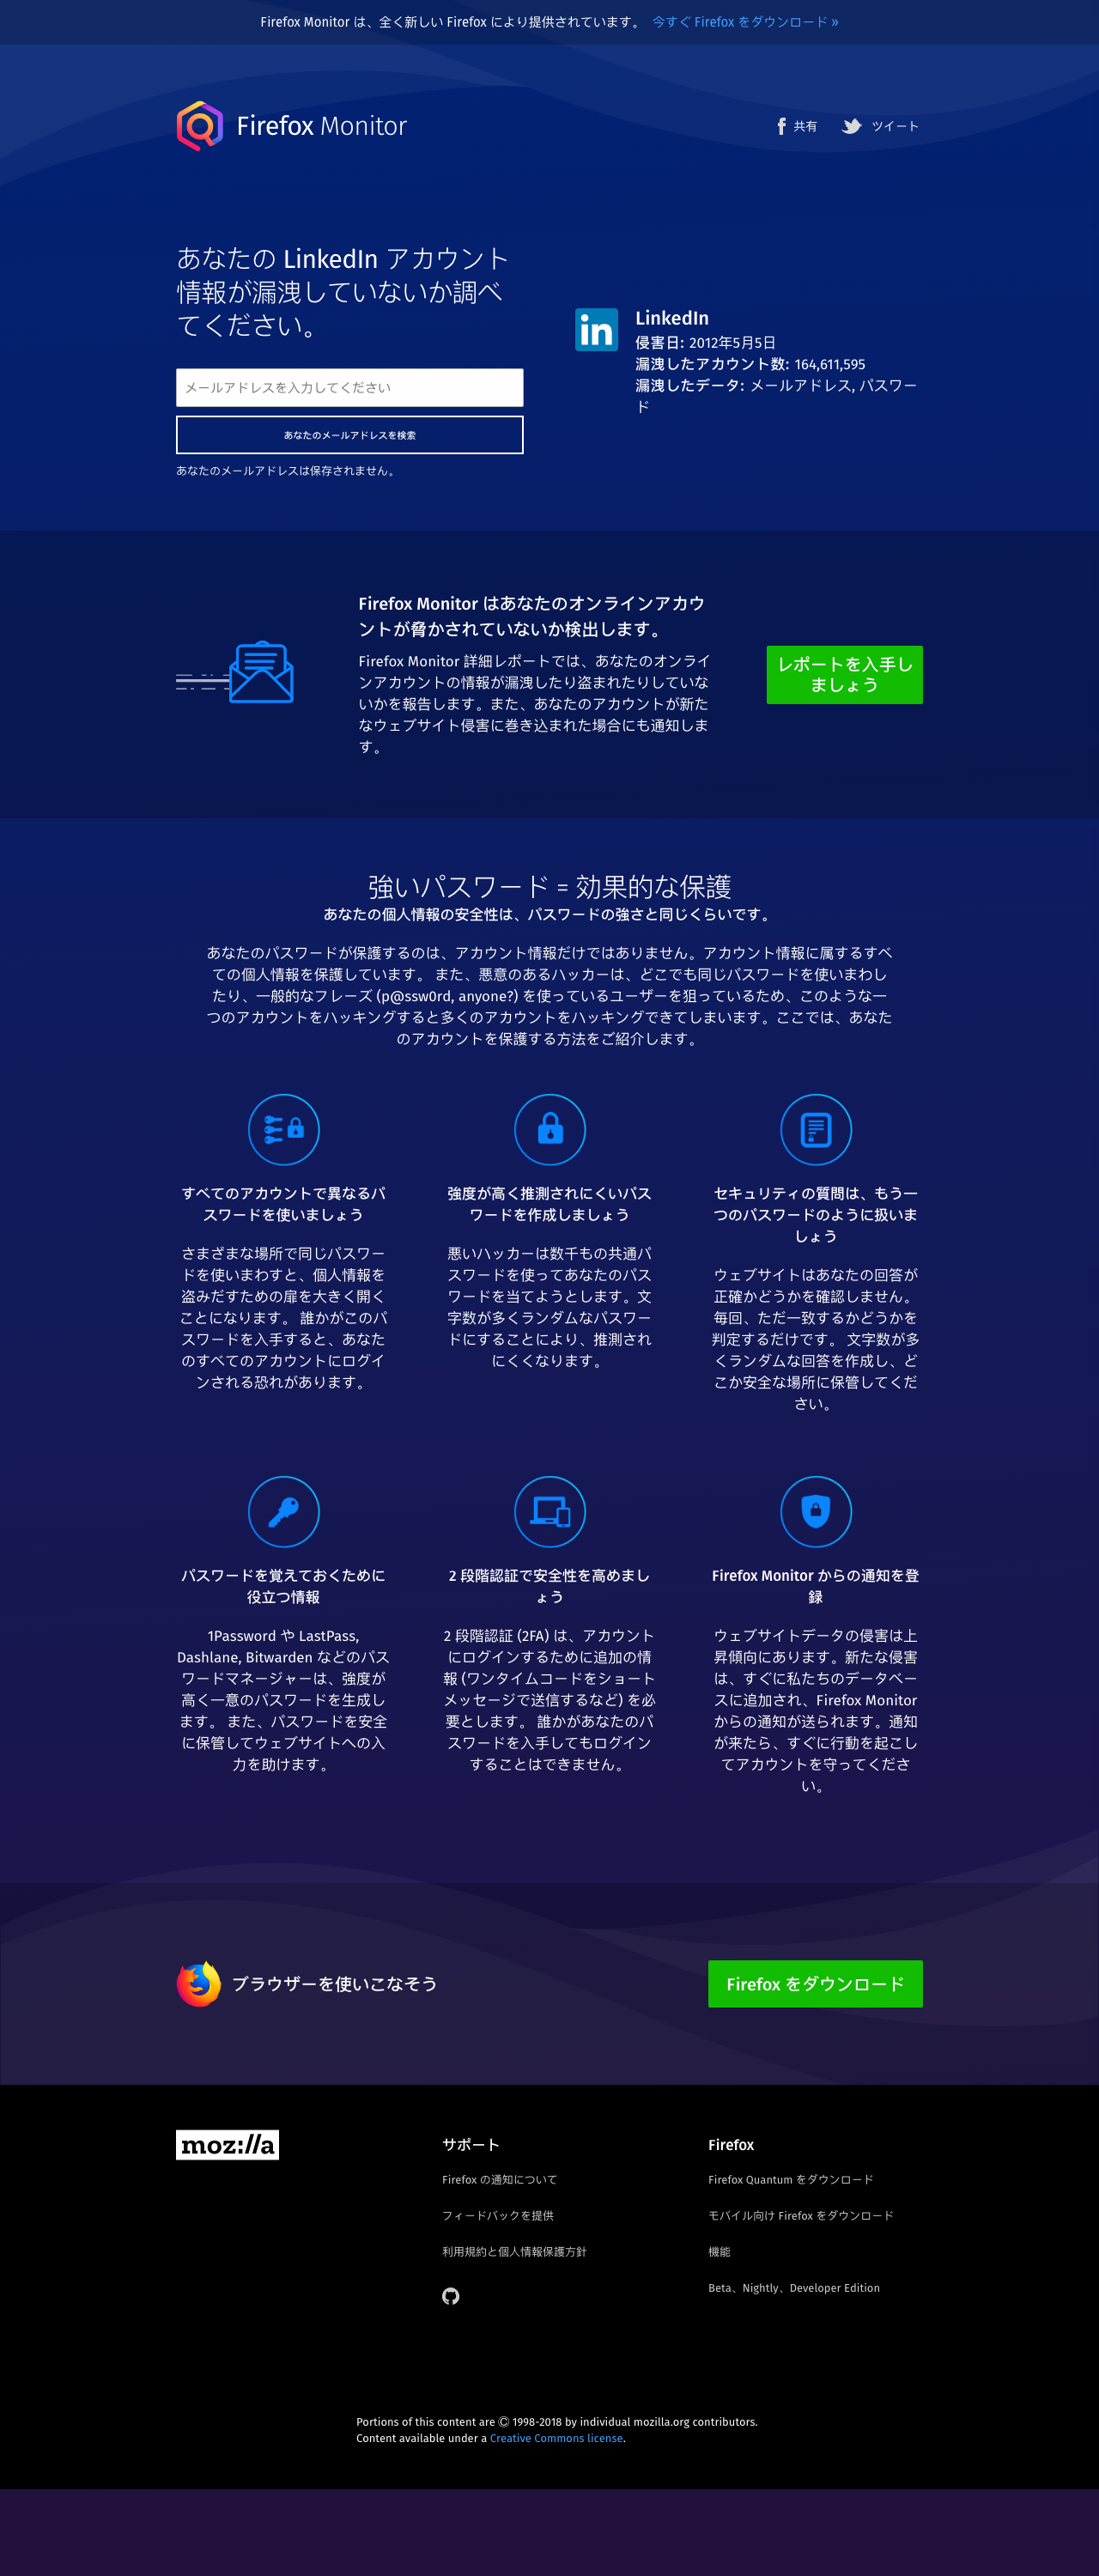 Firefox Monitor は、全く新しい Firefox により提供されています。 今すぐ Firefox をダウンロード »
Firefox Monitor
共有
ツイート
あなたの LinkedIn アカウント
情報が漏洩していないか調べ
てください。
メールアドレスを入力してください
あなたのメールアドレスを検索
あなたのメールアドレスは保存されません。
in
LinkedIn
侵害日: 2012年5月5日
漏洩したアカウント数: 164,611,595
漏洩したデータ: メールアドレス, パスワー
ド
Firefox Monitor はあなたのオンラインアカウ
ントが脅かされていないか検出します。
Firefox Monitor 詳細レポートでは、あなたのオンライ
ンアカウントの情報が漏洩したり盗まれたりしていな
いかを報告します。また、あなたのアカウントが新た
なウェブサイト侵害に巻き込まれた場合にも通知しま
す。
レポートを入手し
ましょう
強いパスワード = 効果的な保護
あなたの個人情報の安全性は、パスワードの強さと同じくらいです。
あなたのパスワードが保護するのは、アカウント情報だけではありません。アカウント情報に属するすべ
ての個人情報を保護しています。 また、悪意のあるハッカーは、どこでも同じパスワードを使いまわし
たり、一般的なフレーズ (p@ssw0rd, anyone?) を使っているユーザーを狙っているため、このような一
つのアカウントをハッキングすると多くのアカウントをハッキングできてしまいます。ここでは、あなた
のアカウントを保護する方法をご紹介します。
すべてのアカウントで異なるパ
スワードを使いましょう
さまざまな場所で同じパスワー
ドを使いまわすと、個人情報を
盗みだすための扉を大きく開く
ことになります。 誰かがこのパ
スワードを入手すると、あなた
のすべてのアカウントにログイ
ンされる恐れがあります。
強度が高く推測されにくいパス
ワードを作成しましょう
悪いハッカーは数千もの共通パ
スワードを使ってあなたのパス
ワードを当てようとします。文
字数が多くランダムなパスワー
ドにすることにより、推測され
にくくなります。
セキュリティの質問は、もう一
つのパスワードのように扱いま
しょう
ウェブサイトはあなたの回答が
正確かどうかを確認しません。
毎回、ただ一致するかどうかを
判定するだけです。 文字数が多
くランダムな回答を作成し、ど
こか安全な場所に保管してくだ
さい。
パスワードを覚えておくために
役立つ情報
1Password や LastPass,
Dashlane, Bitwarden などのパス
ワードマネージャーは、強度が
高く一意のパスワードを生成し
ます。 また、パスワードを安全
に保管してウェブサイトへの入
力を助けます。
2 段階認証で安全性を高めまし
ょう
2 段階認証 (2FA) は、アカウント
にログインするために追加の情
報 (ワンタイムコードをショート
メッセージで送信するなど) を必
要とします。 誰かがあなたのパ
スワードを入手してもログイン
することはできません。
Firefox Monitor からの通知を登
録
ウェブサイトデータの侵害は上
昇傾向にあります。新たな侵害
は、すぐに私たちのデータベー
スに追加され、Firefox Monitor
からの通知が送られます。通知
が来たら、すぐに行動を起こし
てアカウントを守ってくださ
い。
ブラウザーを使いこなそう
Firefox をダウンロード
moz://a
サポート
Firefox の通知について
フィードバックを提供
利用規約と個人情報保護方針
Firefox
Firefox Quantum をダウンロード
モバイル向け Firefox をダウンロード
機能
Beta、Nightly、Developer Edition
Portions of this content are © 1998-2018 by individual mozilla.org contributors.
Content available under a Creative Commons license.